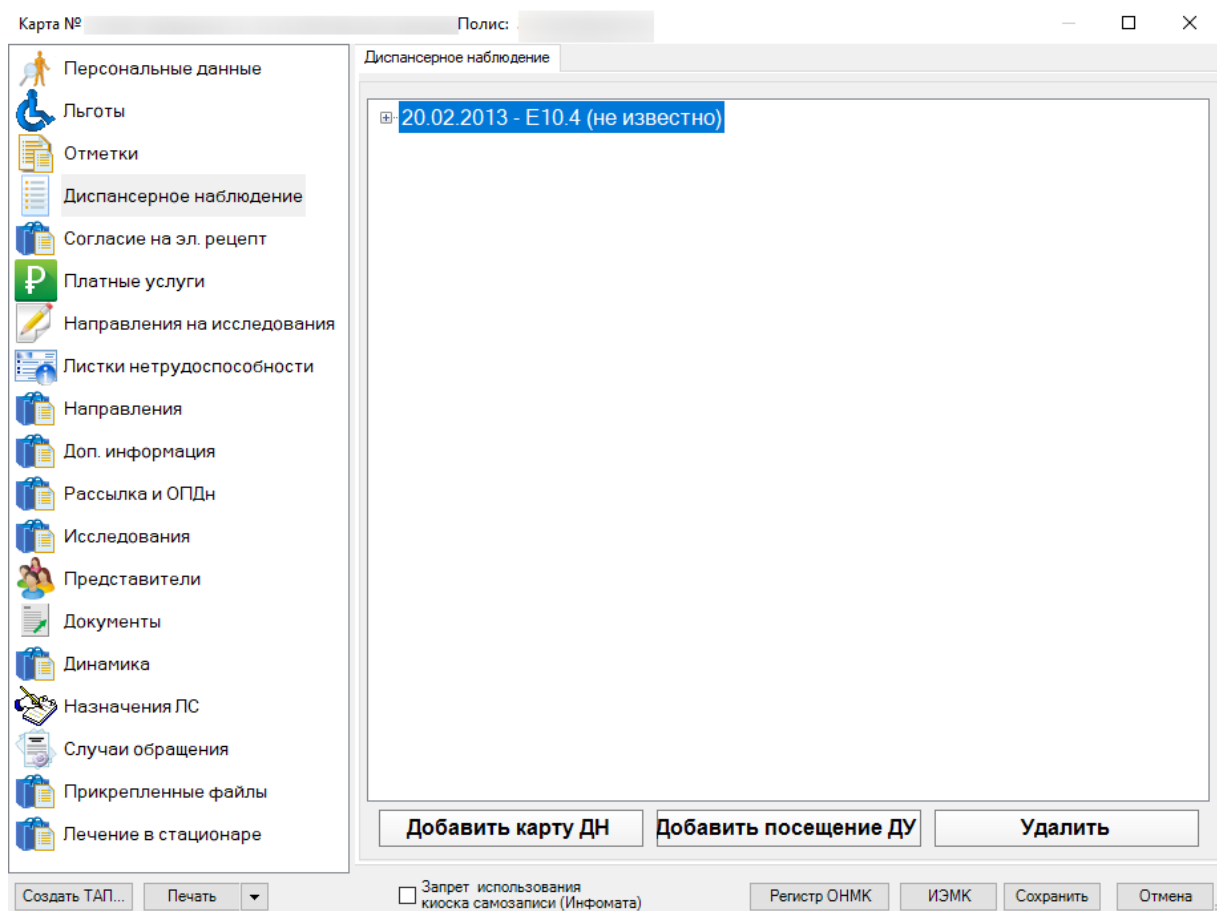 Карта №
Полис:
Персональные данные
Льготы
Отметки
Диспансерное наблюдение
Согласие на эл. рецепт
Платные услуги
Направления на исследования
Листки нетрудоспособности
Направления
Доп. информация
Рассылка и ОПДн
Исследования
Представители
Документы
Динамика
Назначения ЛС
Случаи обращения
Прикрепленные файлы
Лечение в стационаре
Диспансерное наблюдение
20.02.2013 - E10.4 (не известно)
Добавить карту ДН
Добавить посещение ДУ
Удалить
Создать ТАП...
Печать
Запрет использования
киоска самозаписи (Инфомата)
Регистр ОНМК
ИЭМК
Сохранить
Отмена